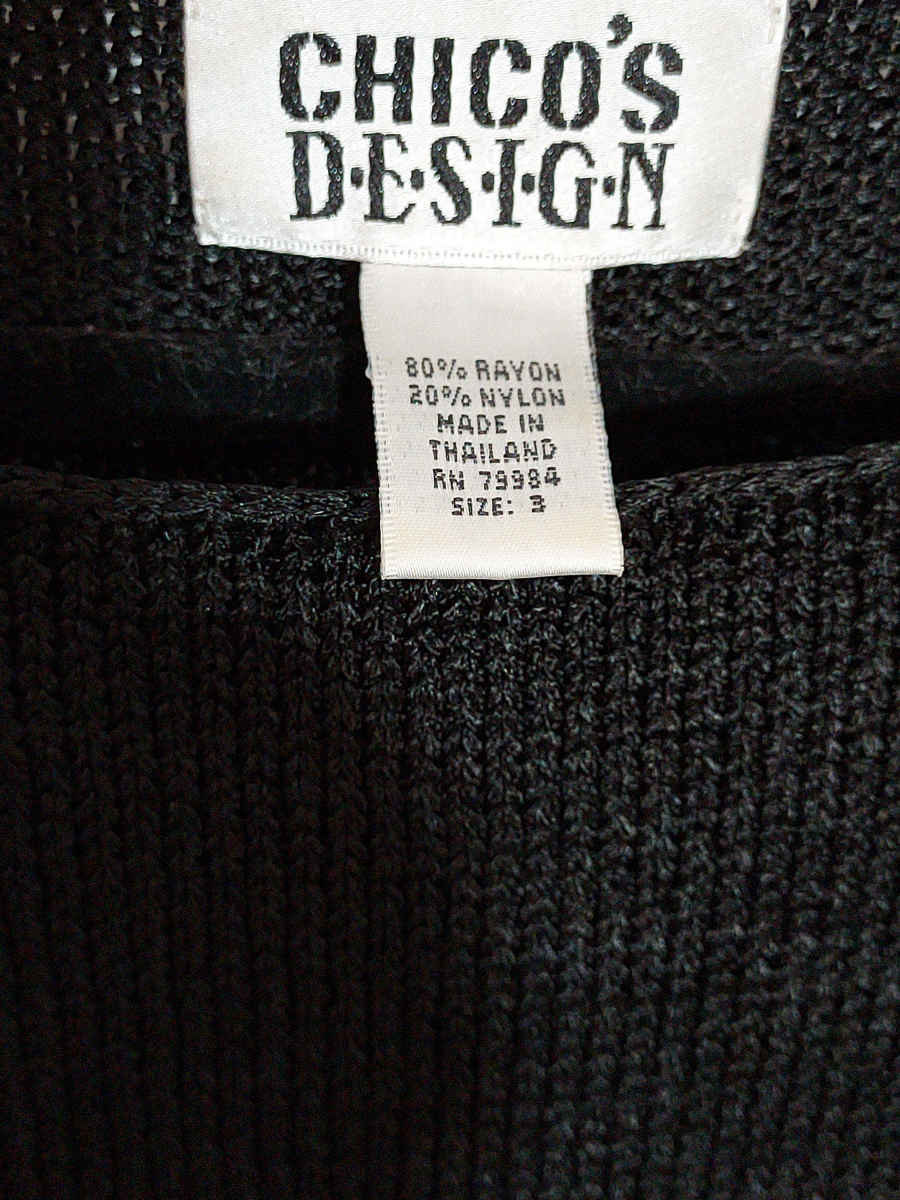 CHICO'S
D•E•S•I•G•N
80% RAYON
20% NYLON
MADE IN
THAILAND
RN 79984
SIZE: 3